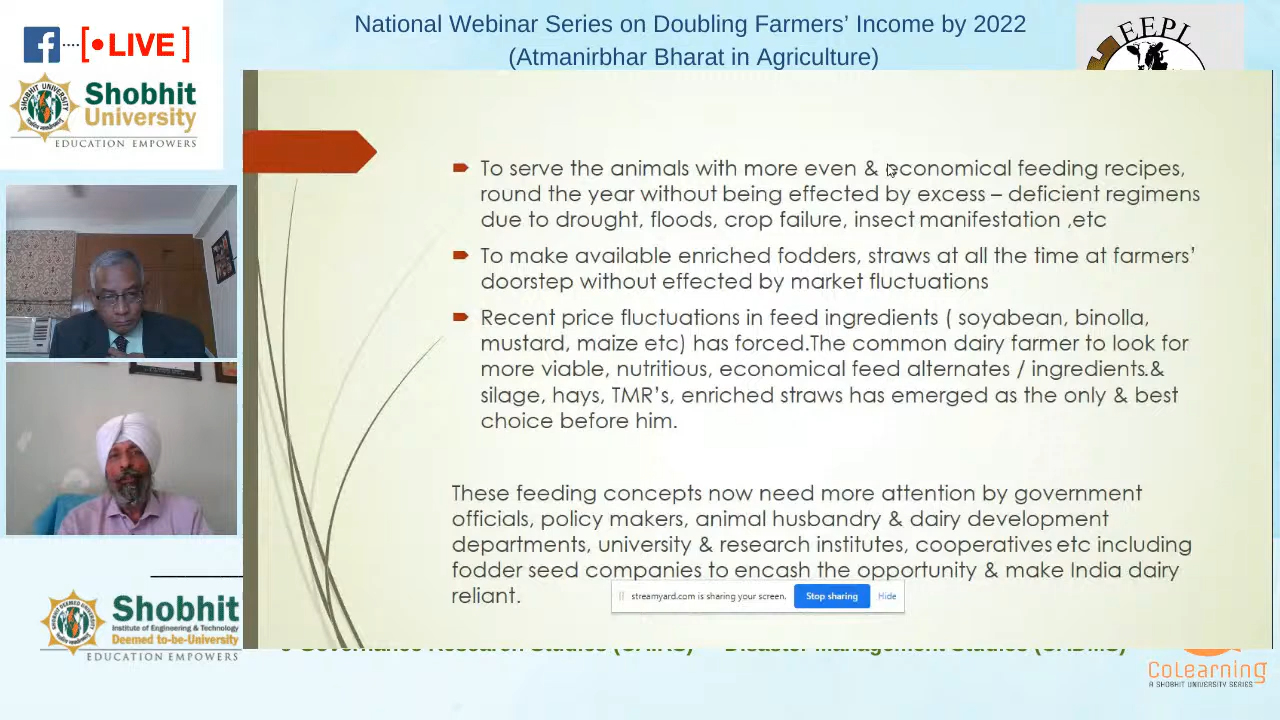 National Webinar Series on Doubling Farmers' Income by 2022
(Atmanirbhar Bharat in Agriculture)
LIVE
SHOBHIT UNIVERSITY
Shobhit
University
EDUCATION EMPOWERS
EEPL
To serve the animals with more even & economical feeding recipes,
round the year without being effected by excess – deficient regimens
due to drought, floods, crop failure, insect manifestation ,etc
To make available enriched fodders, straws at all the time at farmers'
doorstep without effected by market fluctuations
Recent price fluctuations in feed ingredients ( soyabean, binolla,
mustard, maize etc) has forced.The common dairy farmer to look for
more viable, nutritious, economical feed alternates / ingredients.&
silage, hays, TMR's, enriched straws has emerged as the only & best
choice before him.
These feeding concepts now need more attention by government
officials, policy makers, animal husbandry & dairy development
departments, university & research institutes, cooperatives etc including
fodder seed companies to encash the opportunity & make India dairy
reliant.
streamyard.com is sharing your screen.
Stop sharing
Hide
Shobhit
Institute of Engineering & Technology
Deemed to-be-University
EDUCATION EMPOWERS
CoLearning
A SHOBHIT UNIVERSITY SERIES